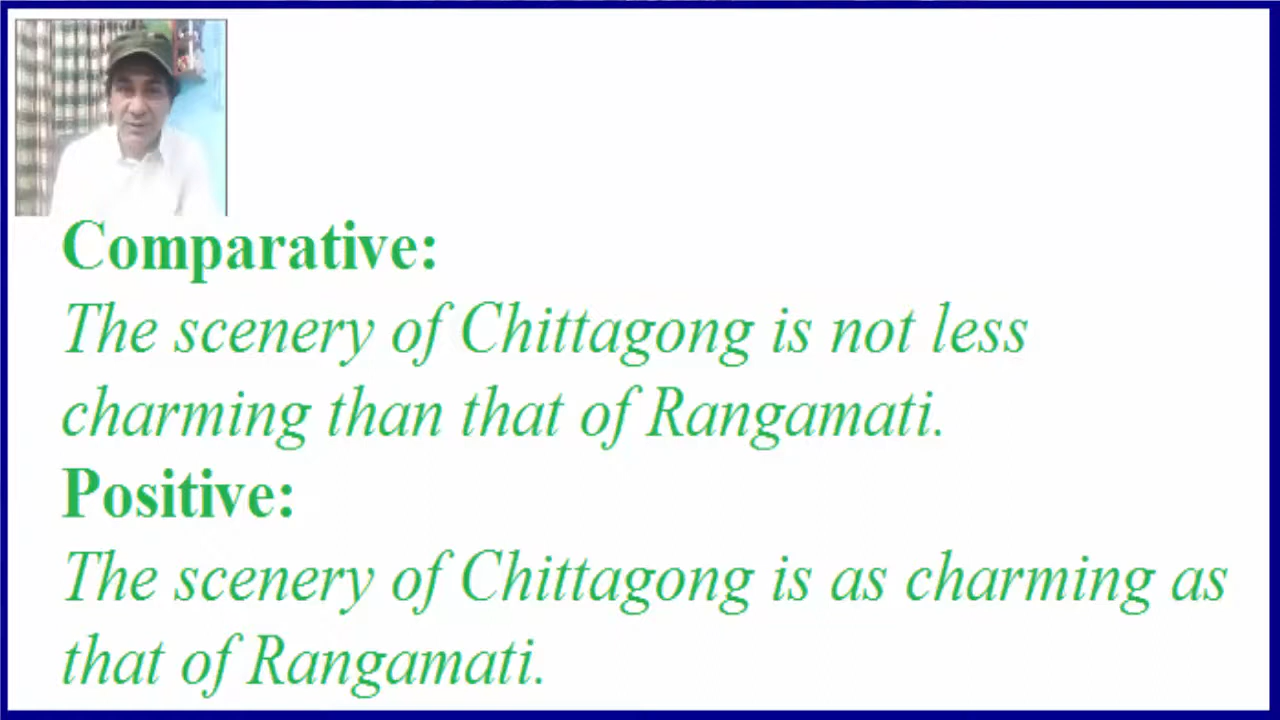 Comparative:
The scenery of Chittagong is not less
charming than that of Rangamati.
Positive:
The scenery of Chittagong is as charming as
that of Rangamati.